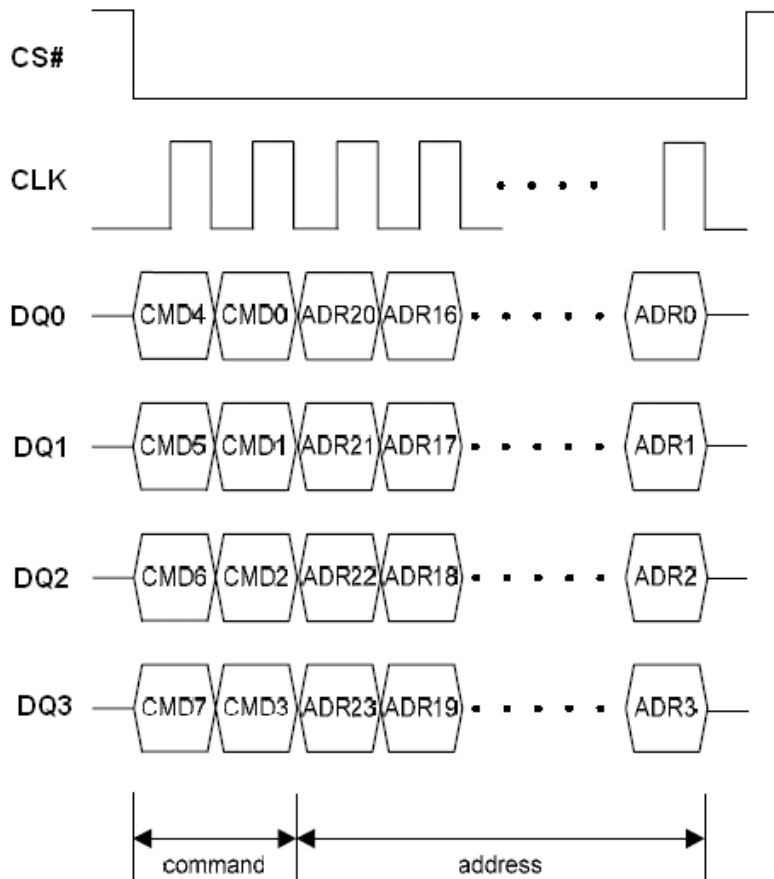 CS#
CLK
DQ0 CMD4 CMD0 ADR20 ADR16 ADR0
DQ1 CMD5 CMD1 ADR21 ADR17 ADR1
DQ2 CMD6 CMD2 ADR22 ADR18 ADR2
DQ3 CMD7 CMD3 ADR23 ADR19 ADR3
command address